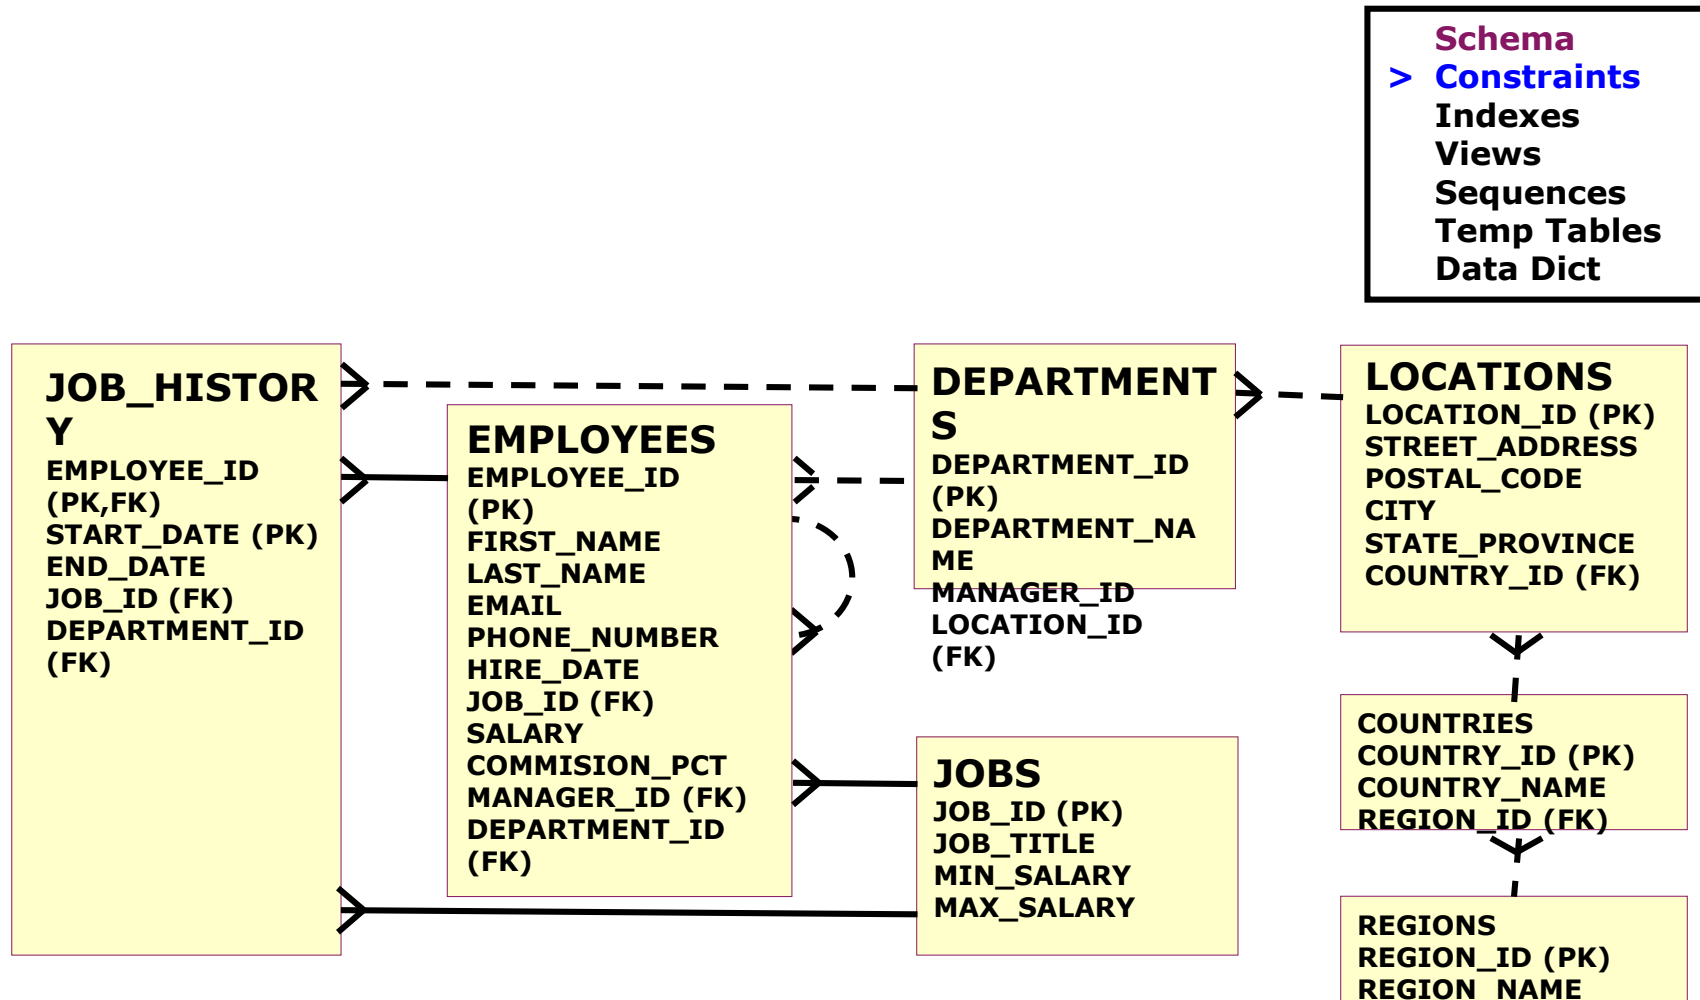 Schema
> Constraints
Indexes
Views
Sequences
Temp Tables
Data Dict
JOB_HISTOR
Y
EMPLOYEE_ID
(PK,FK)
START_DATE (PK)
END_DATE
JOB_ID (FK)
DEPARTMENT_ID
(FK)
EMPLOYEES
EMPLOYEE_ID
(PK)
FIRST_NAME
LAST_NAME
EMAIL
PHONE_NUMBER
HIRE_DATE
JOB_ID (FK)
SALARY
COMMISION_PCT
MANAGER_ID (FK)
DEPARTMENT_ID
(FK)
DEPARTMENT
S
DEPARTMENT_ID
(PK)
DEPARTMENT_NA
ME
MANAGER_ID
LOCATION_ID
(FK)
JOBS
JOB_ID (PK)
JOB_TITLE
MIN_SALARY
MAX_SALARY
LOCATIONS
LOCATION_ID (PK)
STREET_ADDRESS
POSTAL_CODE
CITY
STATE_PROVINCE
COUNTRY_ID (FK)
COUNTRIES
COUNTRY_ID (PK)
COUNTRY_NAME
REGION_ID (FK)
REGIONS
REGION_ID (PK)
REGION_NAME